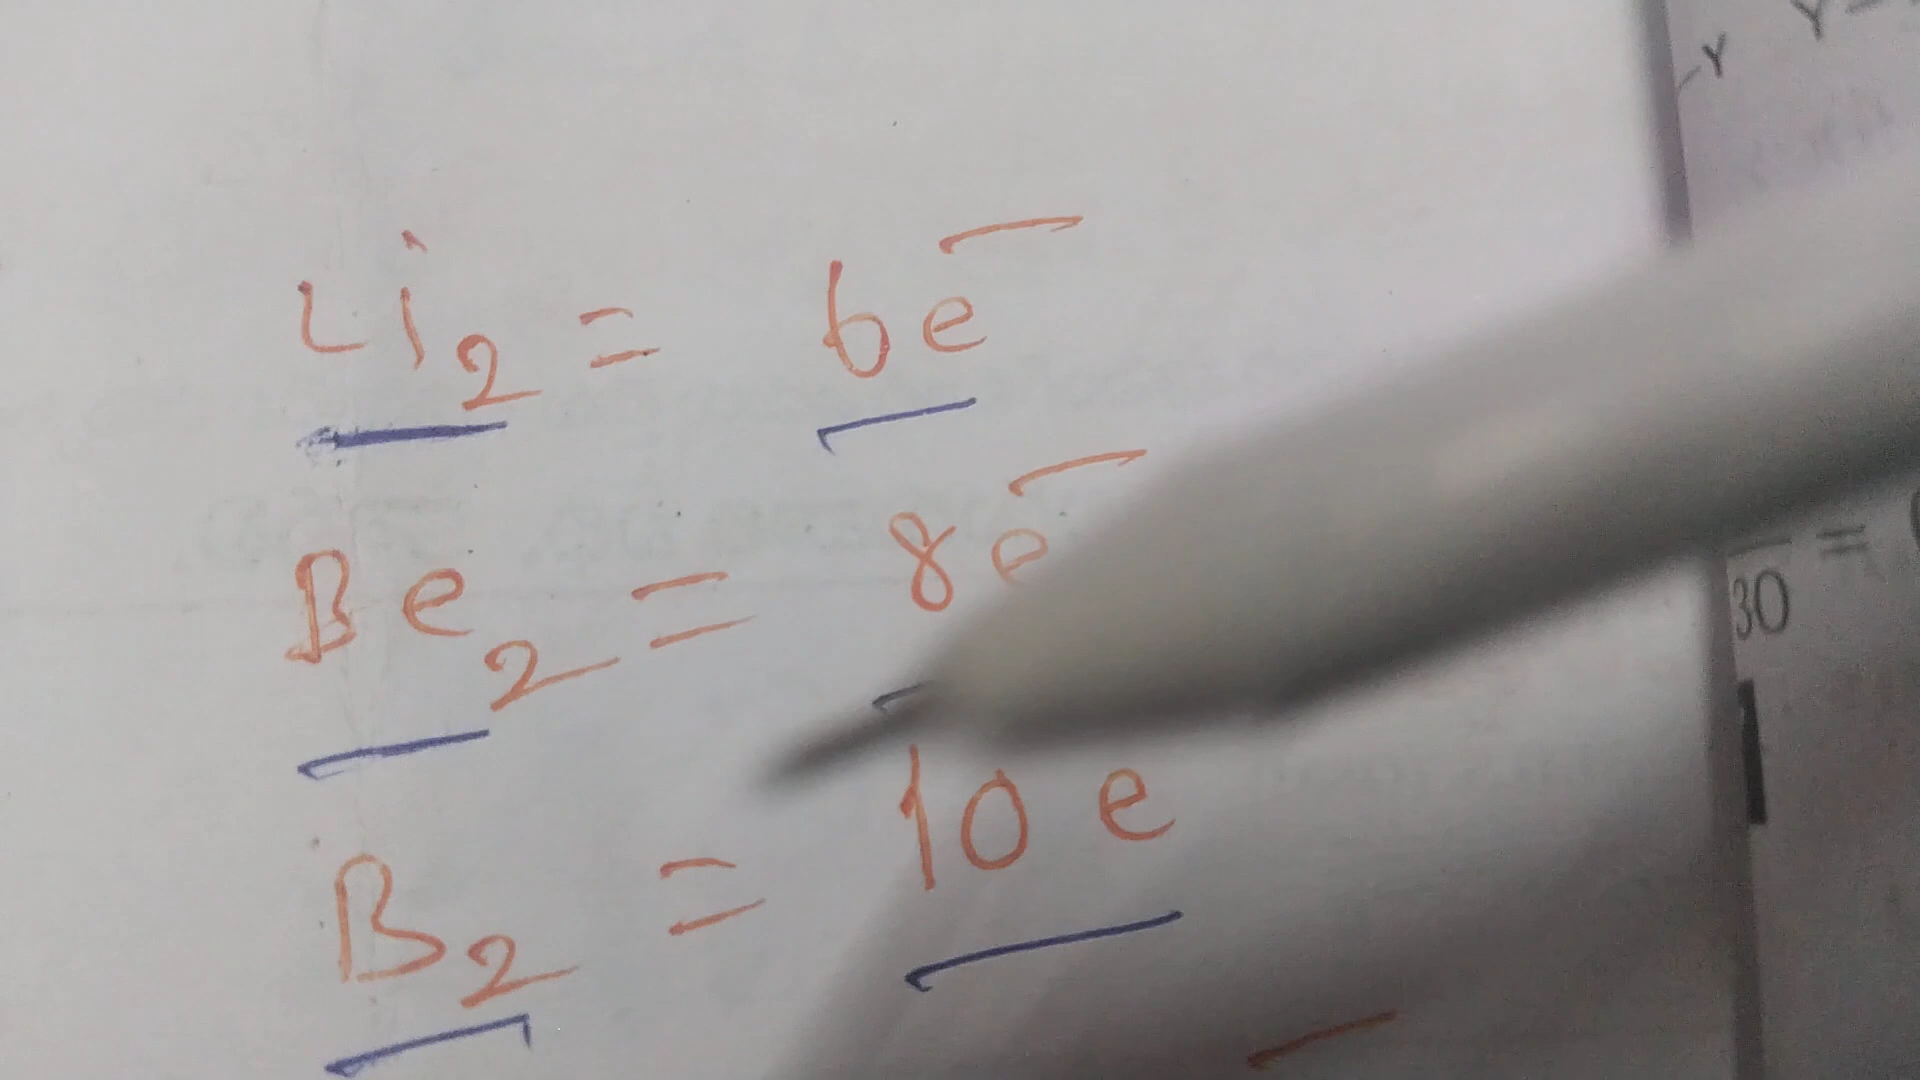 Li₂ = 6e⁻
Be₂ = 8e⁻
B₂ = 10 e
Y
Y
30 =